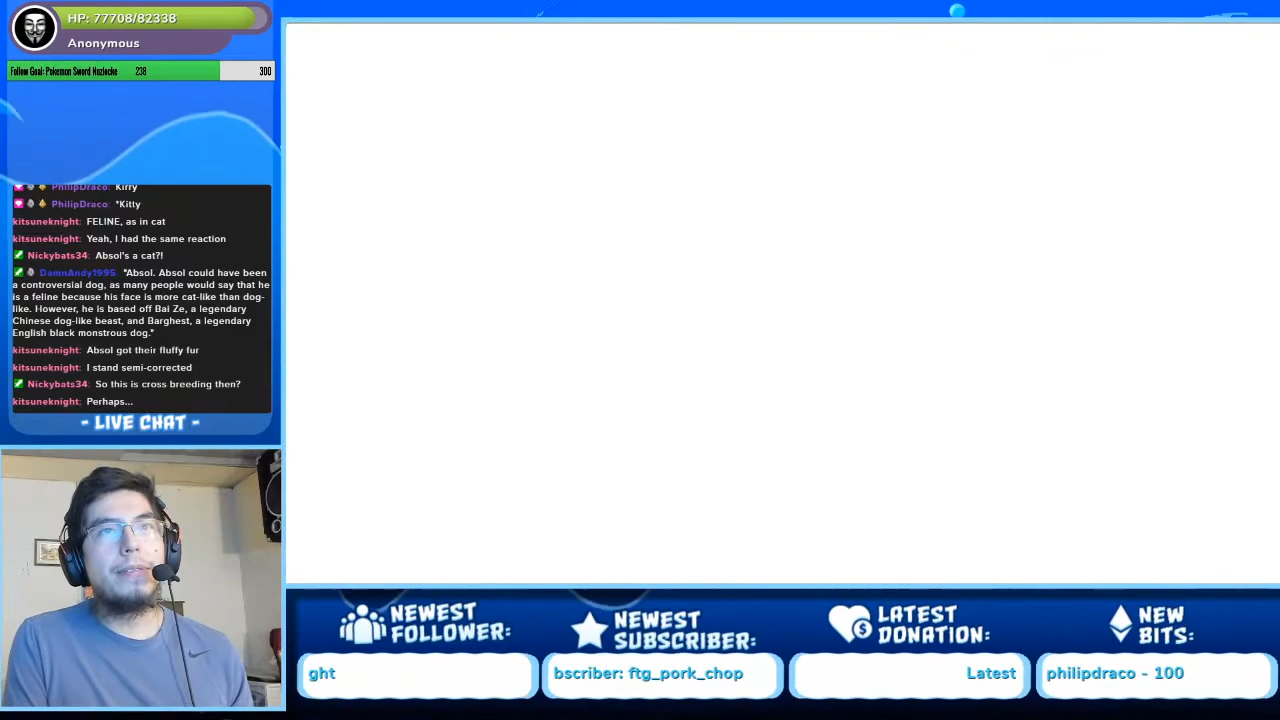 HP: 77708/82338
Anonymous
Follow Goal: Pokemon Sword Nuzlocke 238 300
PhilipDraco: Kirry
PhilipDraco: *Kitty
kitsuneknight: FELINE, as in cat
kitsuneknight: Yeah, I had the same reaction
Nickybats34: Absol's a cat?!
DamnAndy1995 "Absol. Absol could have been
a controversial dog, as many people would say that he
is a feline because his face is more cat-like than dog-
like. However, he is based off Bai Ze, a legendary
Chinese dog-like beast, and Barghest, a legendary
English black monstrous dog."
kitsuneknight: Absol got their fluffy fur
kitsuneknight: I stand semi-corrected
Nickybats34: So this is cross breeding then?
kitsuneknight: Perhaps...
- LIVE CHAT -
NEWEST
FOLLOWER:
ght
NEWEST
SUBSCRIBER:
bscriber: ftg_pork_chop
LATEST
DONATION:
Latest
NEW
BITS:
philipdraco - 100